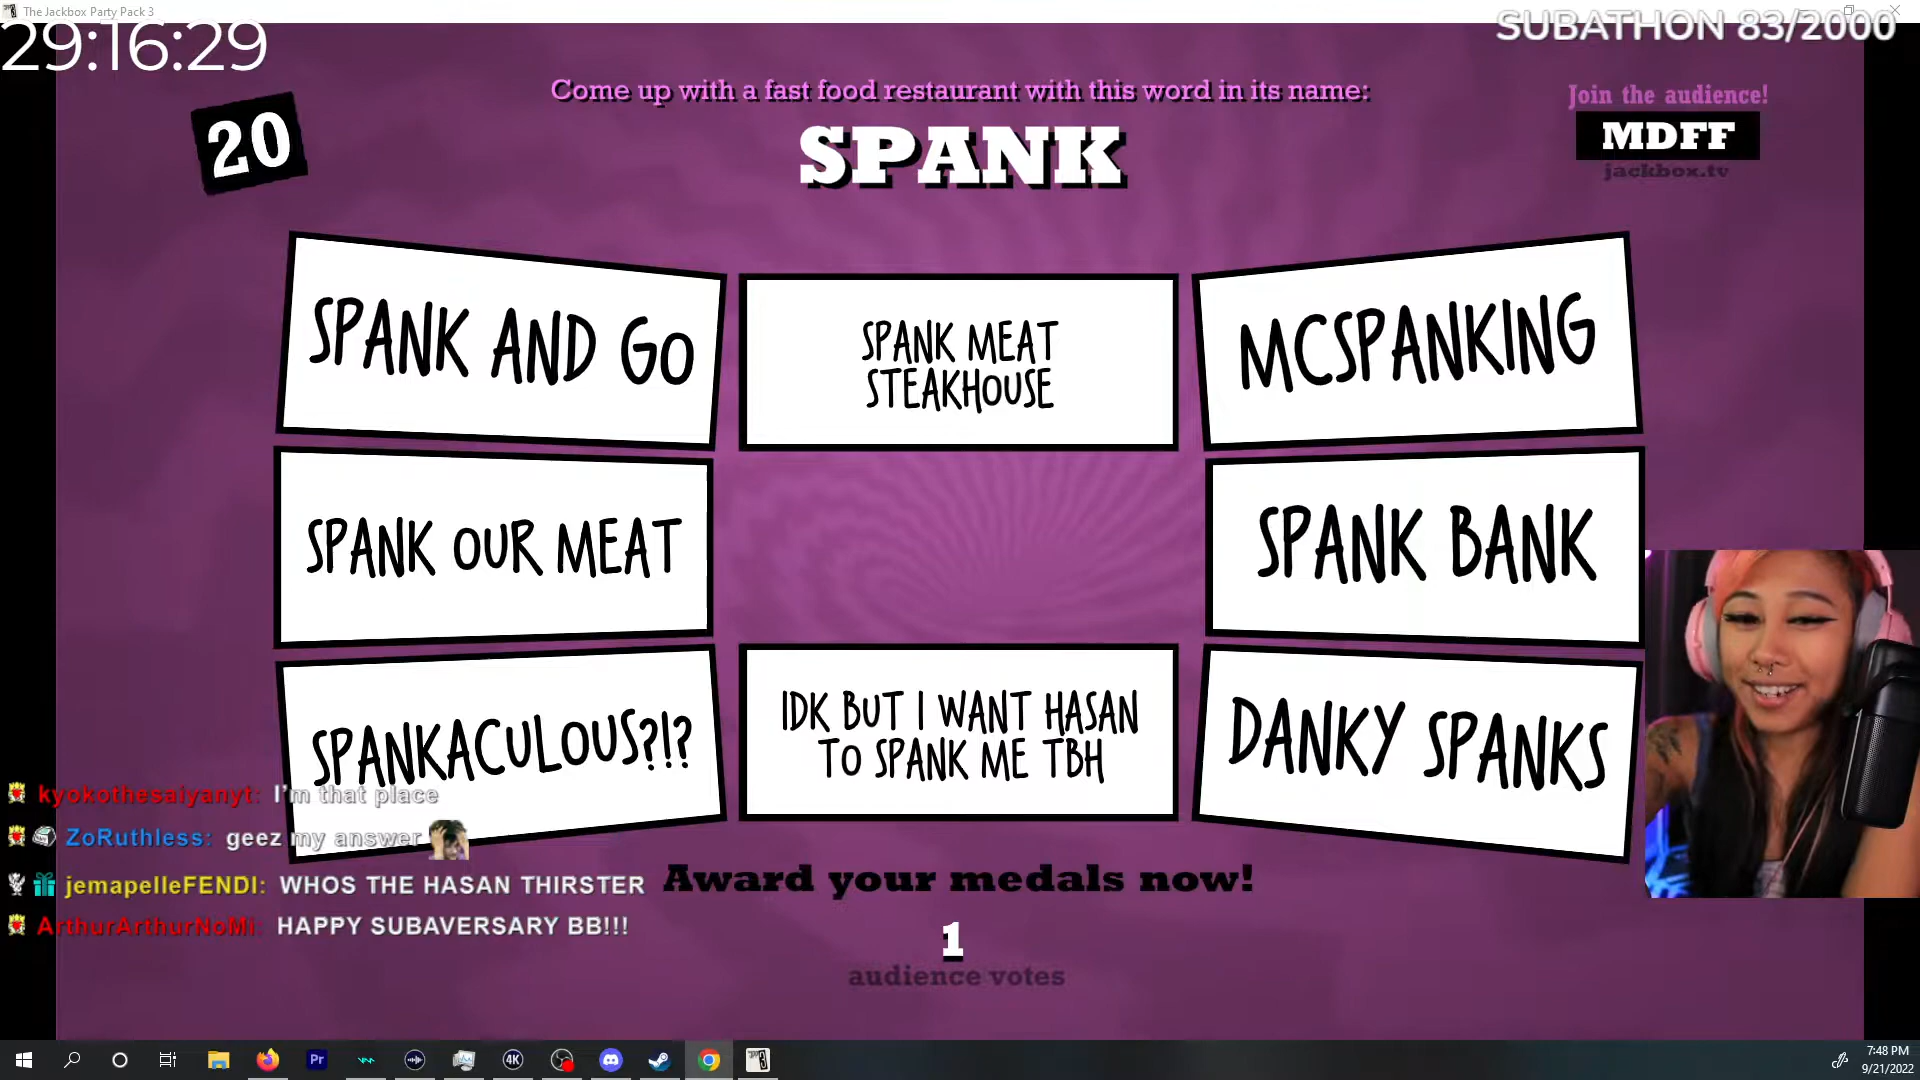 The Jackbox Party Pack 3
29:16:29
SUBATHON 83/2000
Come up with a fast food restaurant with this word in its name:
SPANK
20
Join the audience!
MDFF
jackbox.tv
SPANK AND GO
SPANK MEAT
STEAKHOUSE
MCSPANKING
SPANK OUR MEAT
SPANK BANK
SPANKACULOUS?!?
IDK BUT I WANT HASAN
TO SPANK ME TBH
DANKY SPANKS
kyokothesaiyanyt: I'm that place
ZoRuthless: geez my answer
jemapelleFENDI: WHOS THE HASAN THIRSTER
ArthurArthurNoMi: HAPPY SUBAVERSARY BB!!!
Award your medals now!
1
audience votes
Pr
4K
7:48 PM
9/21/2022